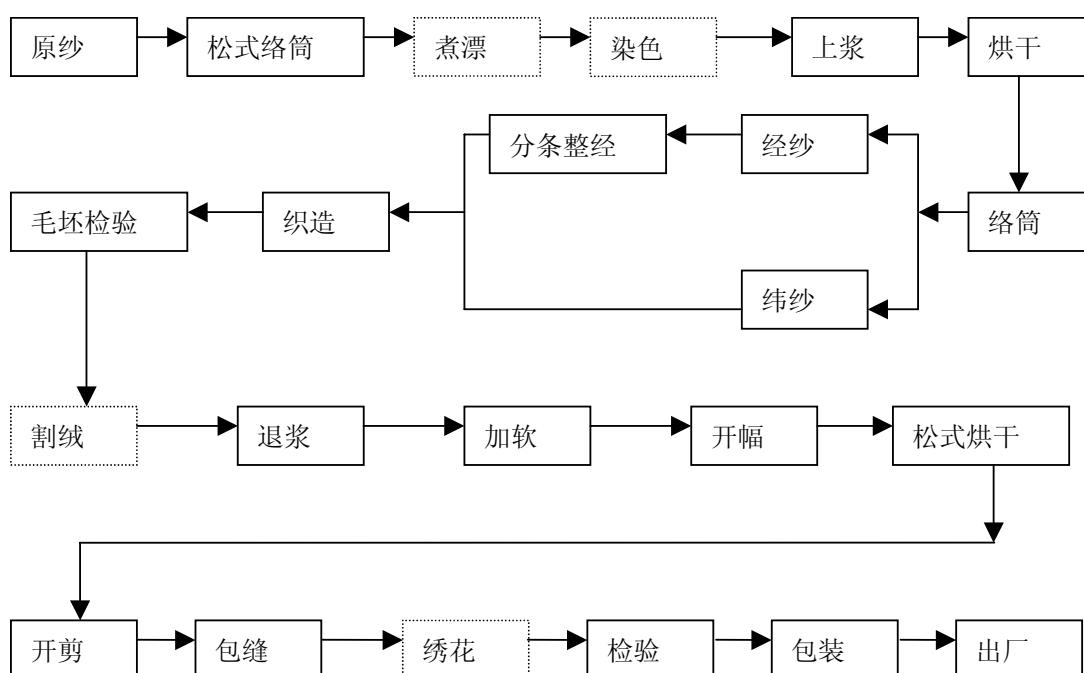 原纱 松式络筒 煮漂 染色 上浆 烘干
分条整经 经纱
毛坯检验 织造 络筒
纬纱
割绒 退浆 加软 开幅 松式烘干
开剪 包缝 绣花 检验 包装 出厂